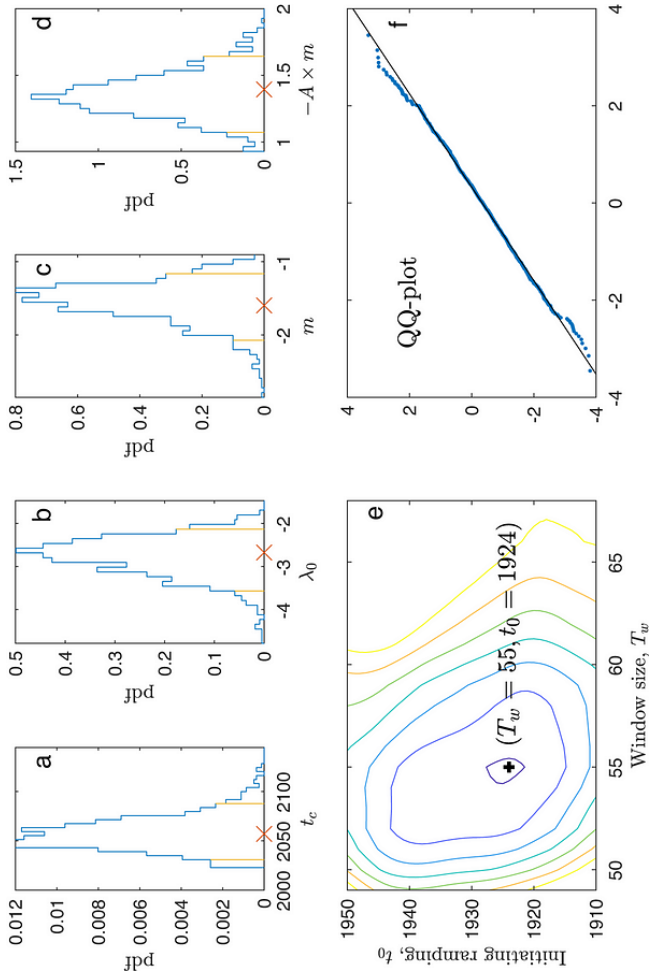 a
pdf
0.012
0.01
0.008
0.006
0.004
0.002
0
2000
2050
2100
t_c
b
pdf
0.5
0.4
0.3
0.2
0.1
0
-4
-3
-2
λ_0
c
pdf
0.8
0.6
0.4
0.2
0
-2
-1
m
d
pdf
1.5
1
0.5
0
1
1.5
2
−A × m
e
Initiating ramping, t_0
1950
1940
1930
1920
1910
(T_w = 55, t_0 = 1924)
50
55
60
65
Window size, T_w
f
QQ-plot
4
2
0
-2
-4
-4
-2
0
2
4